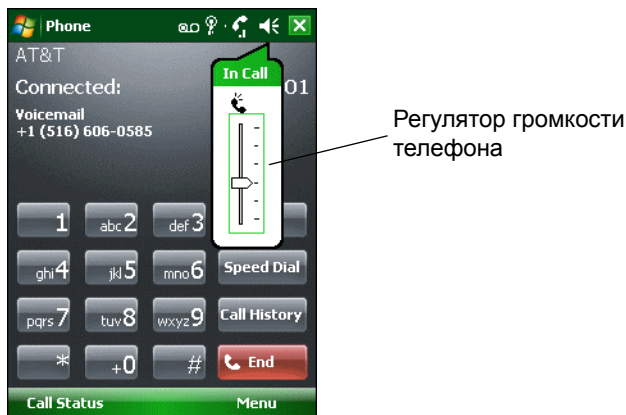 Phone
AT&T
Connected: 01
Voicemail
+1 (516) 606-0585
In Call
Регулятор громкости
телефона
1 abc2 def3
ghi4 jkl5 mno6 Speed Dial
pqrs7 tuv8 wxyz9 Call History
* +0 # End
Call Status Menu